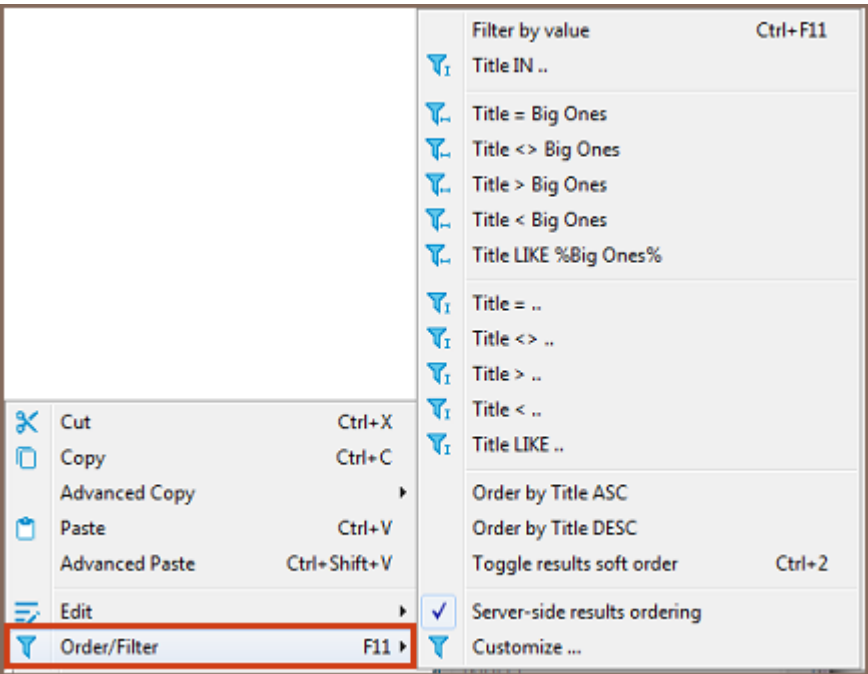 Filter by value Ctrl+F11
Title IN ..
Title = Big Ones
Title <> Big Ones
Title > Big Ones
Title < Big Ones
Title LIKE %Big Ones%
Title = ..
Title <> ..
Title > ..
Title < ..
Title LIKE ..
Order by Title ASC
Order by Title DESC
Toggle results soft order Ctrl+2
Server-side results ordering
Customize ...
Cut Ctrl+X
Copy Ctrl+C
Advanced Copy
Paste Ctrl+V
Advanced Paste Ctrl+Shift+V
Edit
Order/Filter F11